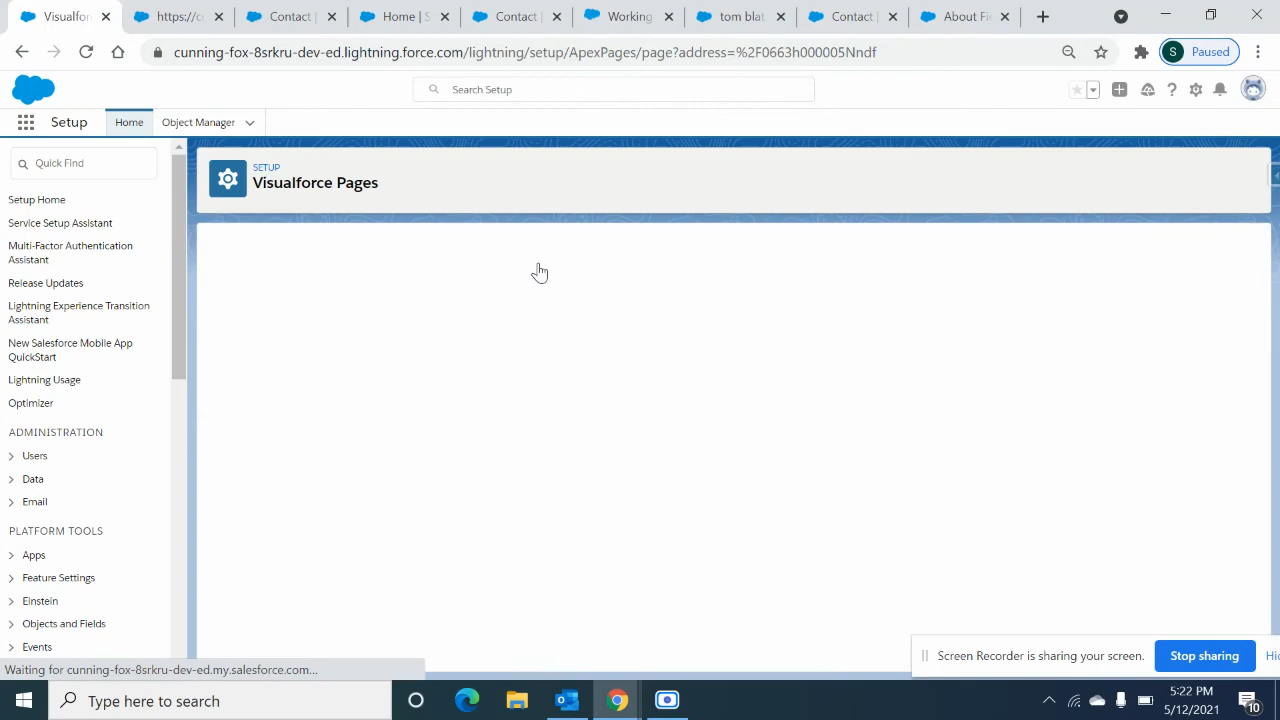 Visualfor
https://c
Contact |
Home | S
Contact |
Working
tom blat
Contact |
About Fi
cunning-fox-8srkru-dev-ed.lightning.force.com/lightning/setup/ApexPages/page?address=%2F0663h000005Nndf
S Paused
Search Setup
Setup Home Object Manager
Quick Find
SETUP
Visualforce Pages
Setup Home
Service Setup Assistant
Multi-Factor Authentication
Assistant
Release Updates
Lightning Experience Transition
Assistant
New Salesforce Mobile App
QuickStart
Lightning Usage
Optimizer
ADMINISTRATION
Users
Data
Email
PLATFORM TOOLS
Apps
Feature Settings
Einstein
Objects and Fields
Events
Waiting for cunning-fox-8srkru-dev-ed.my.salesforce.com...
Screen Recorder is sharing your screen. Stop sharing Hi
Type here to search
5:22 PM
5/12/2021
10